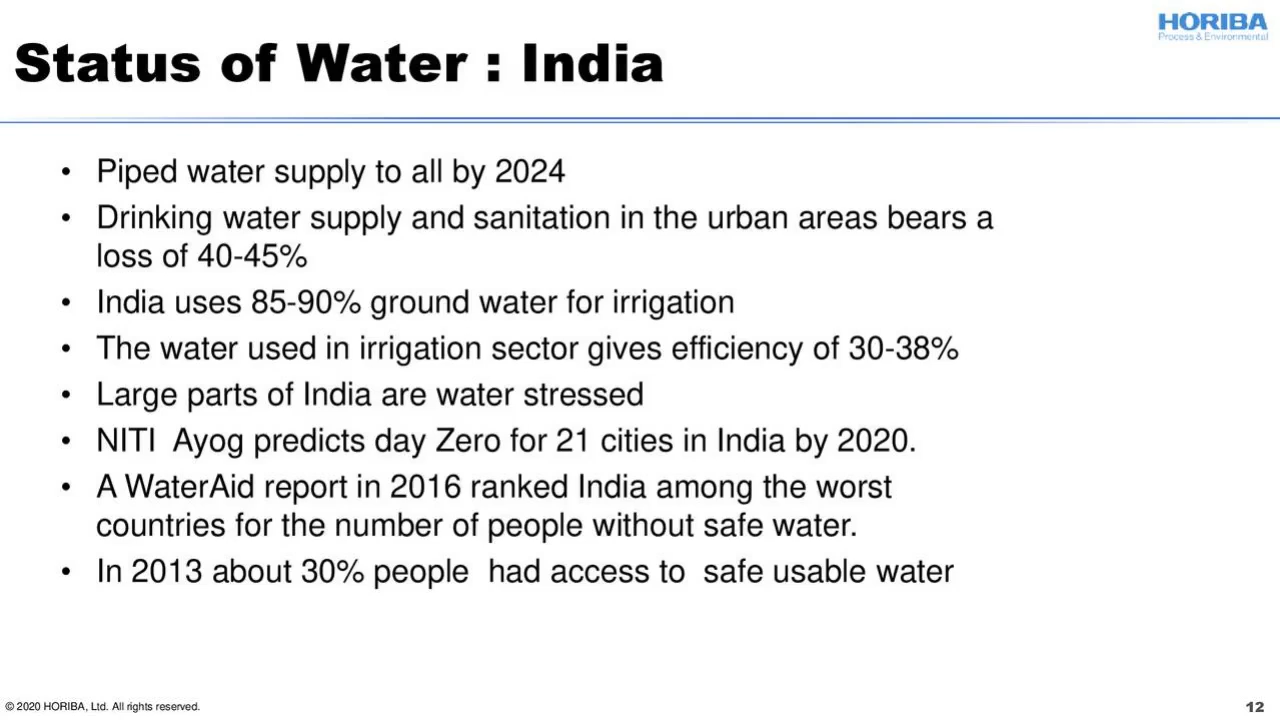 HORIBA
Process & Environmental
Status of Water : India
• Piped water supply to all by 2024
• Drinking water supply and sanitation in the urban areas bears a
loss of 40-45%
• India uses 85-90% ground water for irrigation
• The water used in irrigation sector gives efficiency of 30-38%
• Large parts of India are water stressed
• NITI Ayog predicts day Zero for 21 cities in India by 2020.
• A WaterAid report in 2016 ranked India among the worst
countries for the number of people without safe water.
• In 2013 about 30% people had access to safe usable water
© 2020 HORIBA, Ltd. All rights reserved.
12